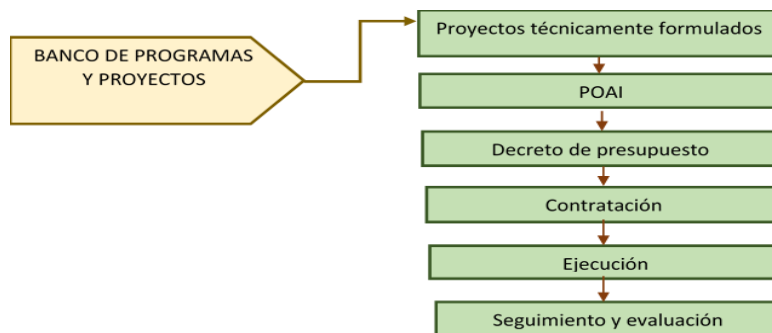 BANCO DE PROGRAMAS
Y PROYECTOS
Proyectos técnicamente formulados
POAI
Decreto de presupuesto
Contratación
Ejecución
Seguimiento y evaluación